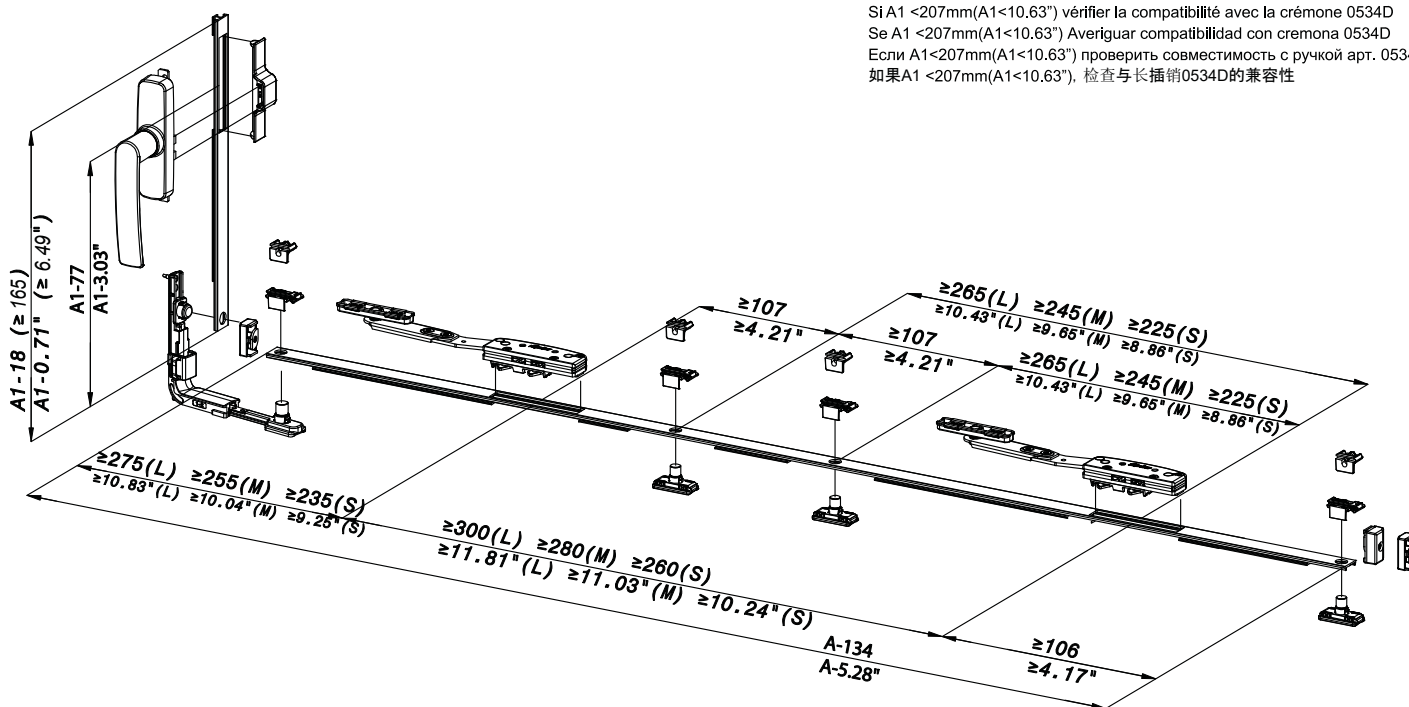 Si A1 <207mm(A1<10.63") vérifier la compatibilité avec la crémone 0534D
Se A1 <207mm(A1<10.63") Averiguar compatibilidad con cremona 0534D
Если A1<207mm(A1<10.63") проверить совместимость с ручкой арт. 0534
如果A1 <207mm(A1<10.63"), 检查与长插销0534D的兼容性
A1-18 (≥165)
A1-0.71" (≥6.49")
A1-77
A1-3.03"
≥107
≥4.21"
≥265(L) ≥245(M) ≥225(S)
≥10.43"(L) ≥9.65"(M) ≥8.86"(S)
≥107
≥4.21"
≥265(L) ≥245(M) ≥225(S)
≥10.43"(L) ≥9.65"(M) ≥8.86"(S)
≥275(L) ≥255(M) ≥235(S)
≥10.83"(L) ≥10.04"(M) ≥9.25"(S)
≥300(L) ≥280(M) ≥260(S)
≥11.81"(L) ≥11.03"(M) ≥10.24"(S)
A-134
A-5.28"
≥106
≥4.17"